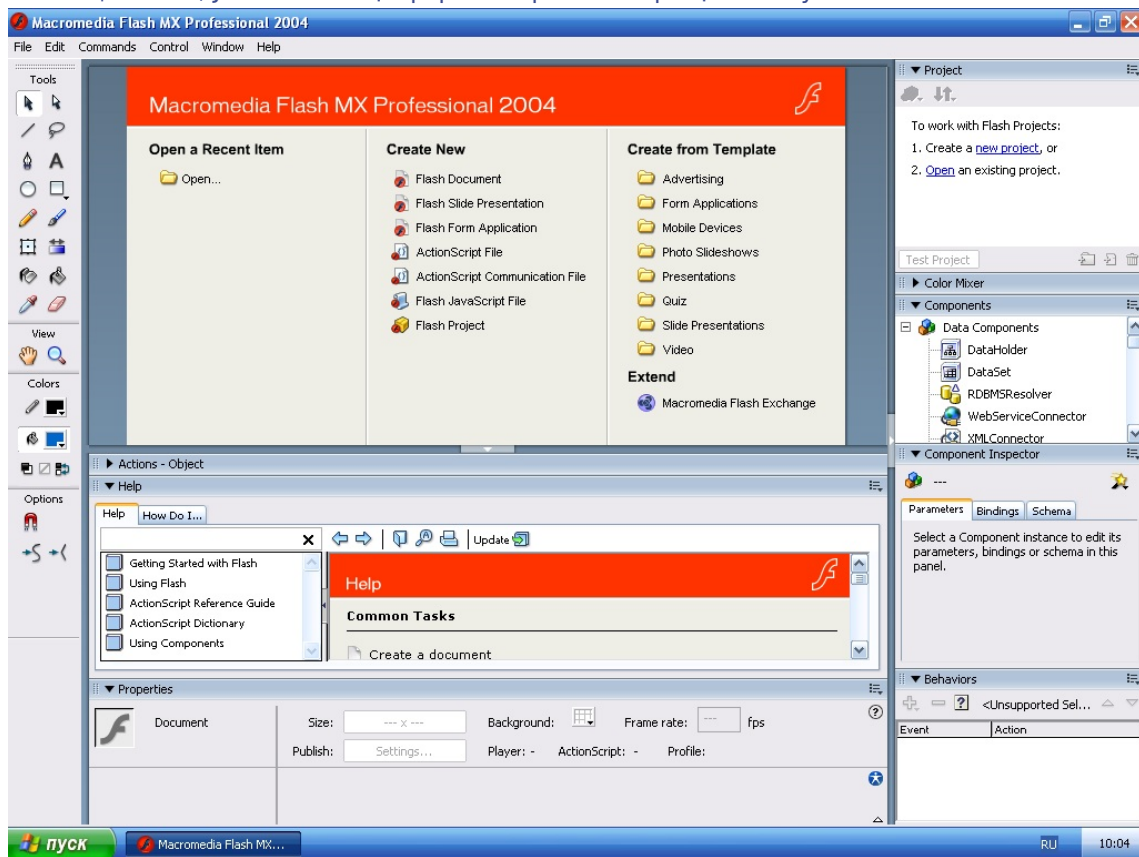 Macromedia Flash MX Professional 2004
File Edit Commands Control Window Help
Tools
View
Colors
Options
Macromedia Flash MX Professional 2004
Open a Recent Item
Open...
Create New
Flash Document
Flash Slide Presentation
Flash Form Application
ActionScript File
ActionScript Communication File
Flash JavaScript File
Flash Project
Create from Template
Advertising
Form Applications
Mobile Devices
Photo Slideshows
Presentations
Quiz
Slide Presentations
Video
Extend
Macromedia Flash Exchange
Actions - Object
Help
Help How Do I...
Update
Getting Started with Flash
Using Flash
ActionScript Reference Guide
ActionScript Dictionary
Using Components
Help
Common Tasks
Create a document
Properties
Document
Size: --- x --- Background: Frame rate: --- fps
Publish: Settings... Player: - ActionScript: - Profile:
Project
To work with Flash Projects:
1. Create a new project, or
2. Open an existing project.
Test Project
Color Mixer
Components
Data Components
DataHolder
DataSet
RDBMSResolver
WebServiceConnector
XMLConnector
Component Inspector
---
Parameters Bindings Schema
Select a Component instance to edit its
parameters, bindings or schema in this
panel.
Behaviors
<Unsupported Sel...
Event Action
пуск Macromedia Flash MX... RU 10:04